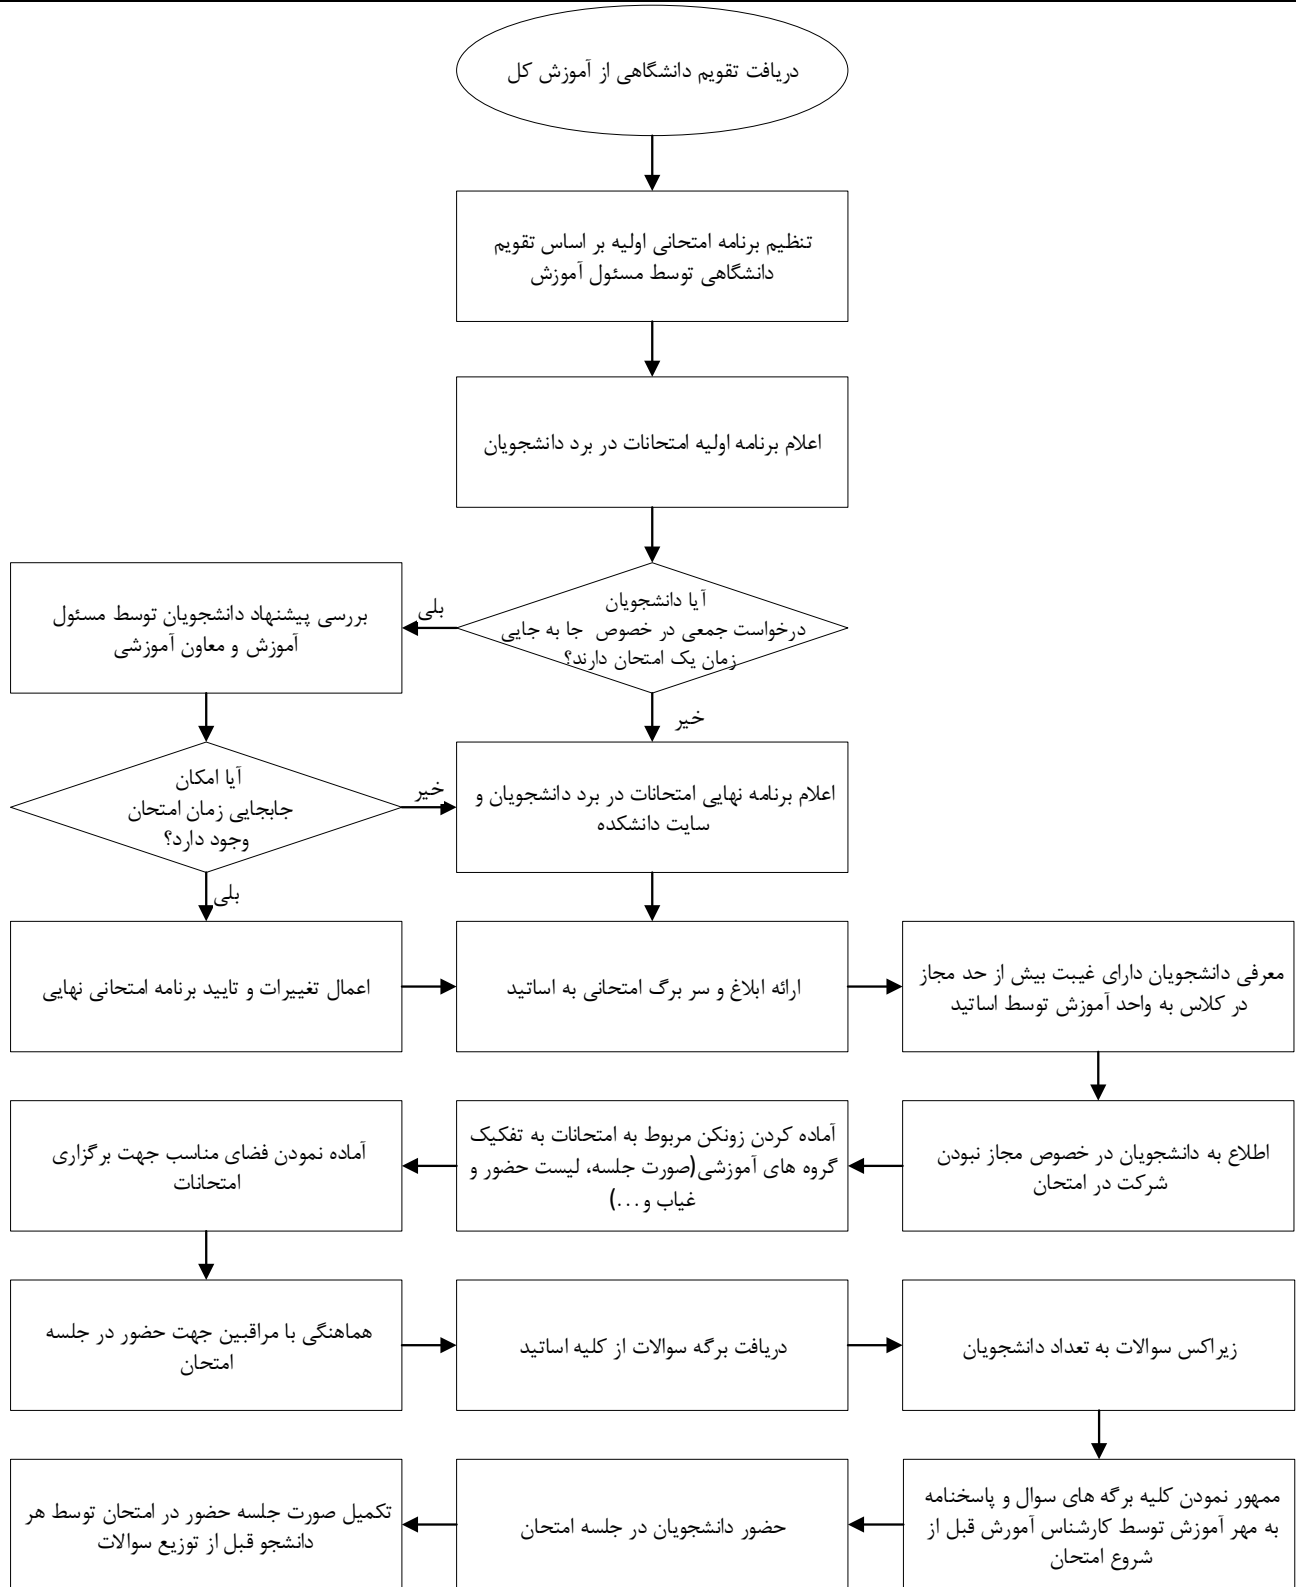 دریافت تقویم دانشگاهی از آموزش کل
تنظیم برنامه امتحانی اولیه بر اساس تقویم
دانشگاهی توسط مسئول آموزش
اعلام برنامه اولیه امتحانات در برد دانشجویان
آیا دانشجویان
درخواست جمعی در خصوص جا به جایی
زمان یک امتحان دارند؟
بلی
بررسی پیشنهاد دانشجویان توسط مسئول
آموزش و معاون آموزشی
خیر
آیا امکان
جابجایی زمان امتحان
وجود دارد؟
خیر
اعلام برنامه نهایی امتحانات در برد دانشجویان و
سایت دانشکده
بلی
اعمال تغییرات و تایید برنامه امتحانی نهایی
ارائه ابلاغ و سر برگ امتحانی به اساتید
معرفی دانشجویان دارای غیبت بیش از حد مجاز
در کلاس به واحد آموزش توسط اساتید
اطلاع به دانشجویان در خصوص مجاز نبودن
شرکت در امتحان
آماده کردن زونکن مربوط به امتحانات به تفکیک
گروه های آموزشی(صورت جلسه، لیست حضور و
غیاب و...)
آماده نمودن فضای مناسب جهت برگزاری
امتحانات
هماهنگی با مراقبین جهت حضور در جلسه
امتحان
دریافت برگه سوالات از کلیه اساتید
زیراکس سوالات به تعداد دانشجویان
ممهور نمودن کلیه برگه های سوال و پاسخنامه
به مهر آموزش توسط کارشناس آمورش قبل از
شروع امتحان
حضور دانشجویان در جلسه امتحان
تکمیل صورت جلسه حضور در امتحان توسط هر
دانشجو قبل از توزیع سوالات